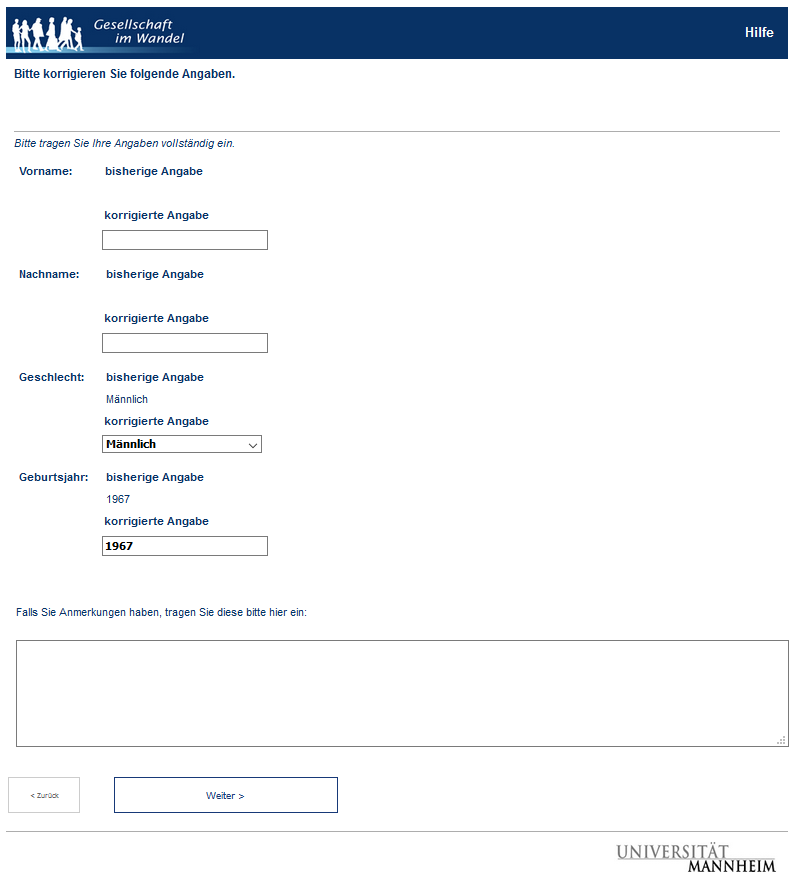 Gesellschaft
im Wandel
Hilfe
Bitte korrigieren Sie folgende Angaben.
Bitte tragen Sie Ihre Angaben vollständig ein.
Vorname: bisherige Angabe
korrigierte Angabe
Nachname: bisherige Angabe
korrigierte Angabe
Geschlecht: bisherige Angabe
Männlich
korrigierte Angabe
Männlich
Geburtsjahr: bisherige Angabe
1967
korrigierte Angabe
1967
Falls Sie Anmerkungen haben, tragen Sie diese bitte hier ein:
< Zurück Weiter >
UNIVERSITÄT
MANNHEIM